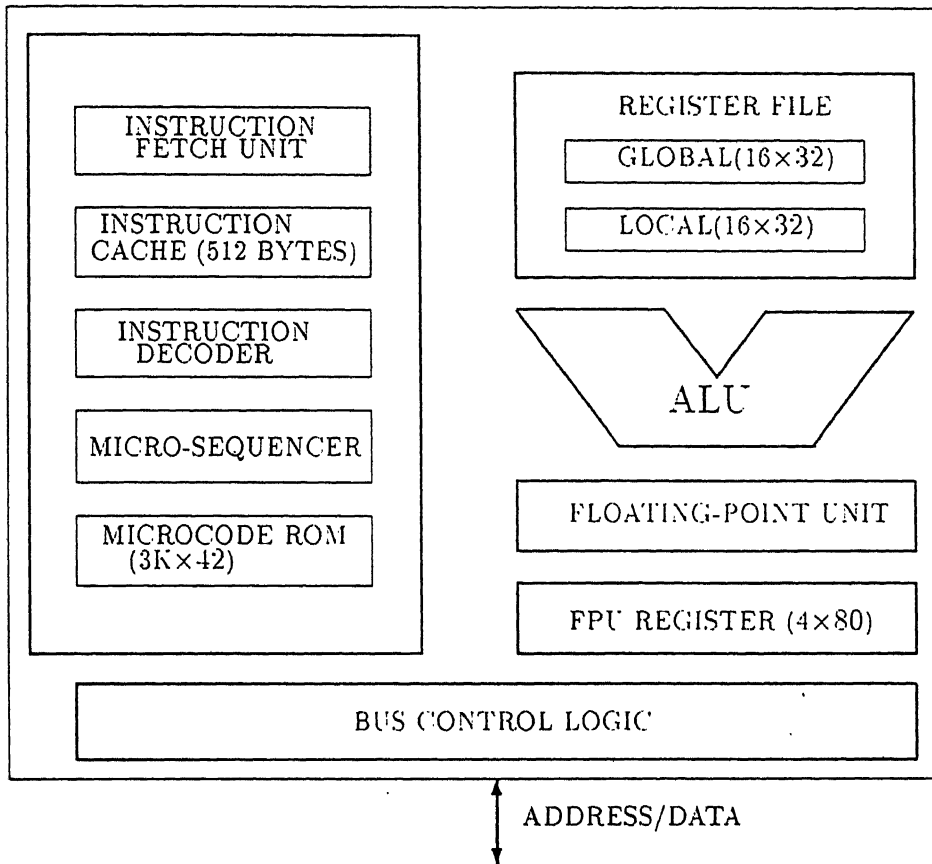 INSTRUCTION
FETCH UNIT
INSTRUCTION
CACHE (512 BYTES)
INSTRUCTION
DECODER
MICRO-SEQUENCER
MICROCODE ROM
(3K×42)
REGISTER FILE
GLOBAL(16×32)
LOCAL(16×32)
ALU
FLOATING-POINT UNIT
FPU REGISTER (4×80)
BUS CONTROL LOGIC
ADDRESS/DATA